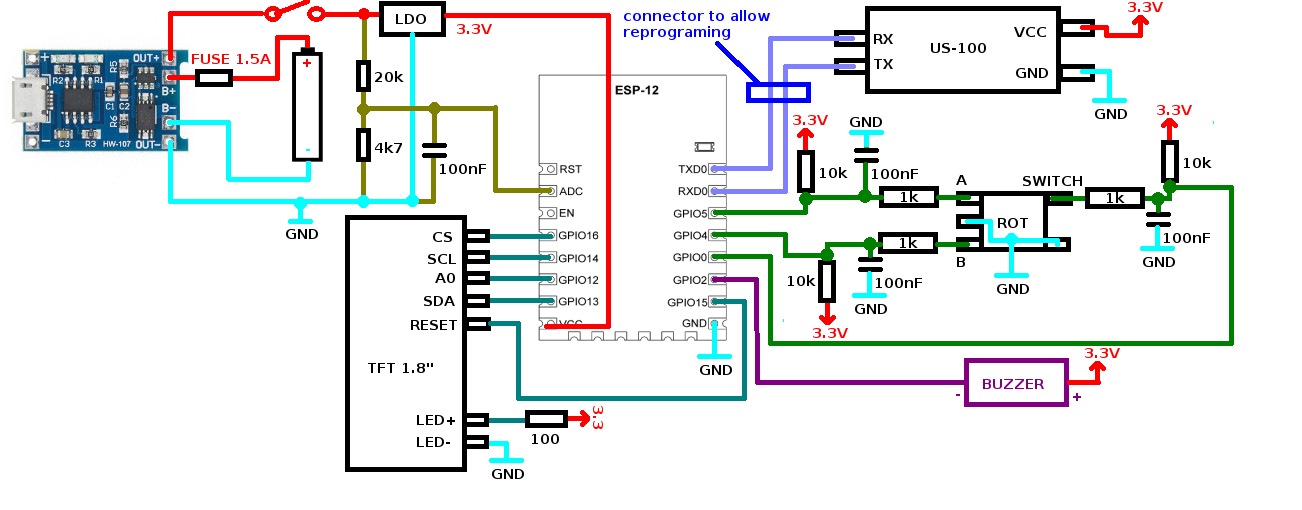 connector to allow
reprograming
LDO
3.3V
FUSE 1.5A
OUT+
B+
B-
OUT-
R2
R1
R5
C1
C2
R6
C3
R3
HW-107
+
-
+
-
20k
4k7
100nF
GND
ESP-12
RST
ADC
EN
GPIO16
GPIO14
GPIO12
GPIO13
VCC
TXD0
RXD0
GPIO5
GPIO4
GPIO0
GPIO2
GPIO15
GND
GND
RX
TX
US-100
VCC
GND
3.3V
GND
3.3V
10k
GND
100nF
1k
A
SWITCH
ROT
B
1k
10k
3.3V
100nF
GND
GND
1k
3.3V
10k
100nF
GND
CS
SCL
A0
SDA
RESET
TFT 1.8"
LED+
LED-
100
3.3
GND
BUZZER
-
+
3.3V